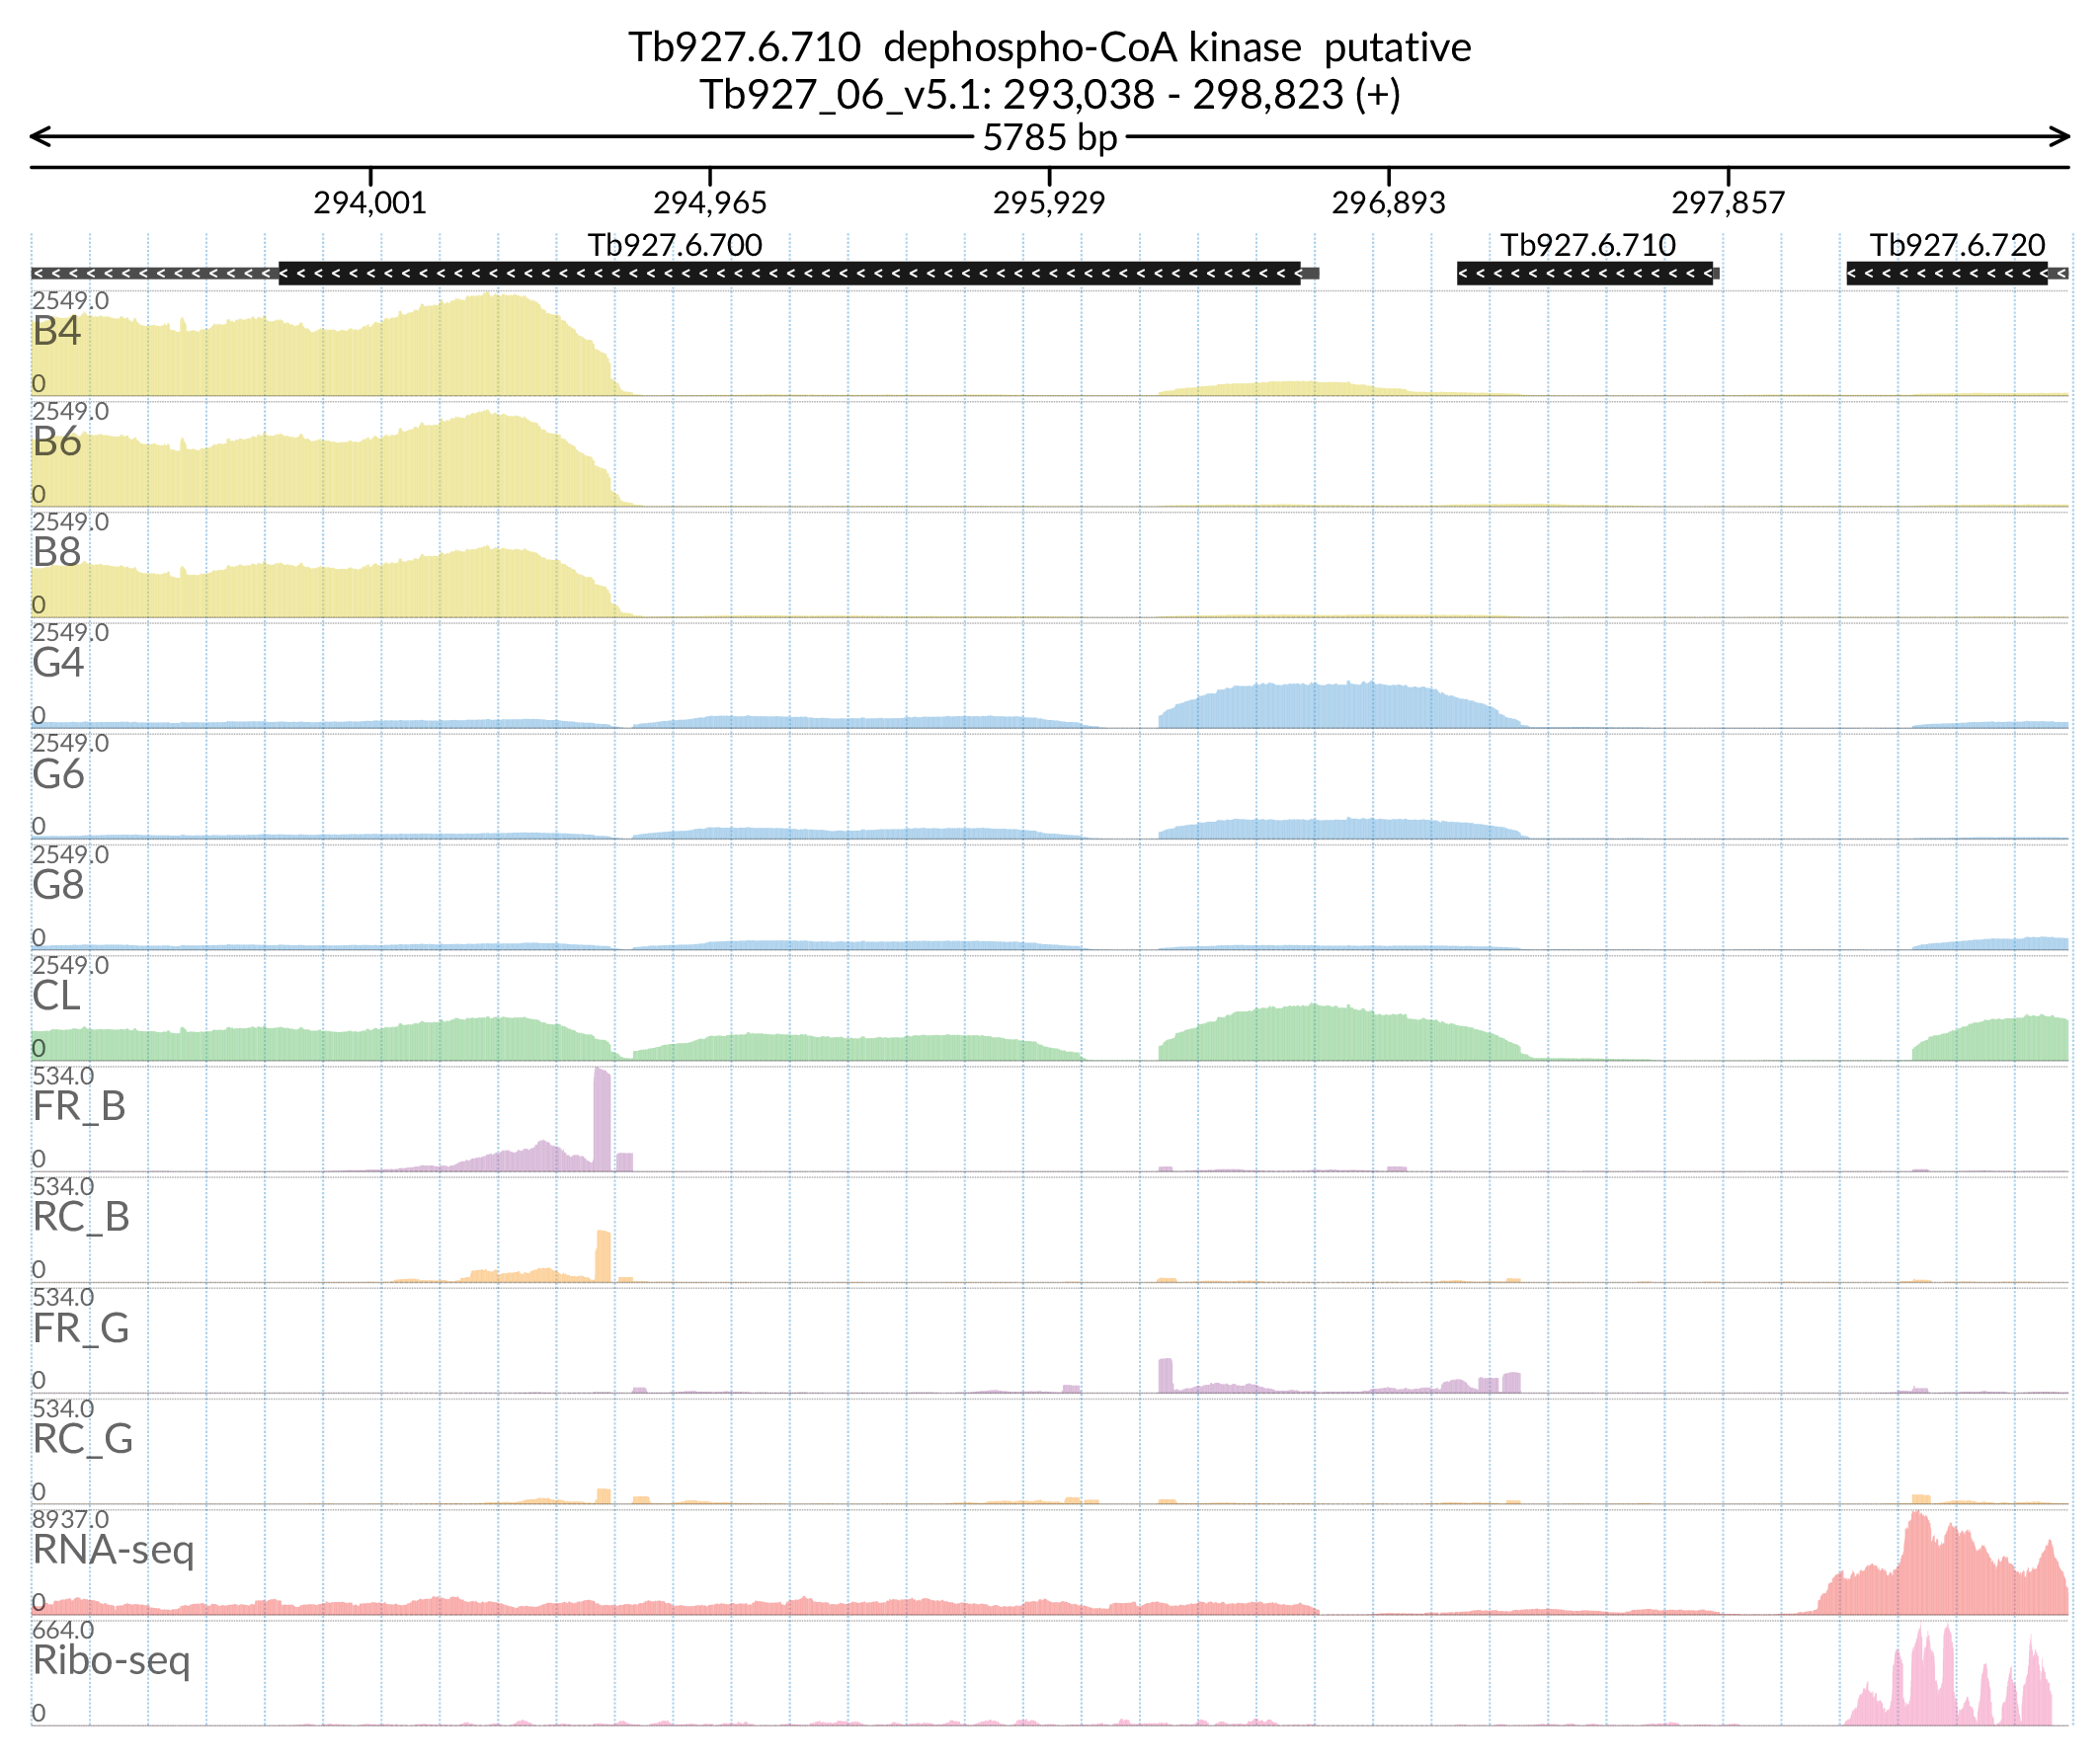 Tb927.6.710  dephospho-CoA kinase  putative
Tb927_06_v5.1: 293,038 - 298,823 (+)
5785 bp
294,001 294,965 295,929 296,893 297,857
Tb927.6.700 Tb927.6.710 Tb927.6.720
2549.0
B4
0
2549.0
B6
0
2549.0
B8
0
2549.0
G4
0
2549.0
G6
0
2549.0
G8
0
2549.0
CL
0
534.0
FR_B
0
534.0
RC_B
0
534.0
FR_G
0
534.0
RC_G
0
8937.0
RNA-seq
0
664.0
Ribo-seq
0